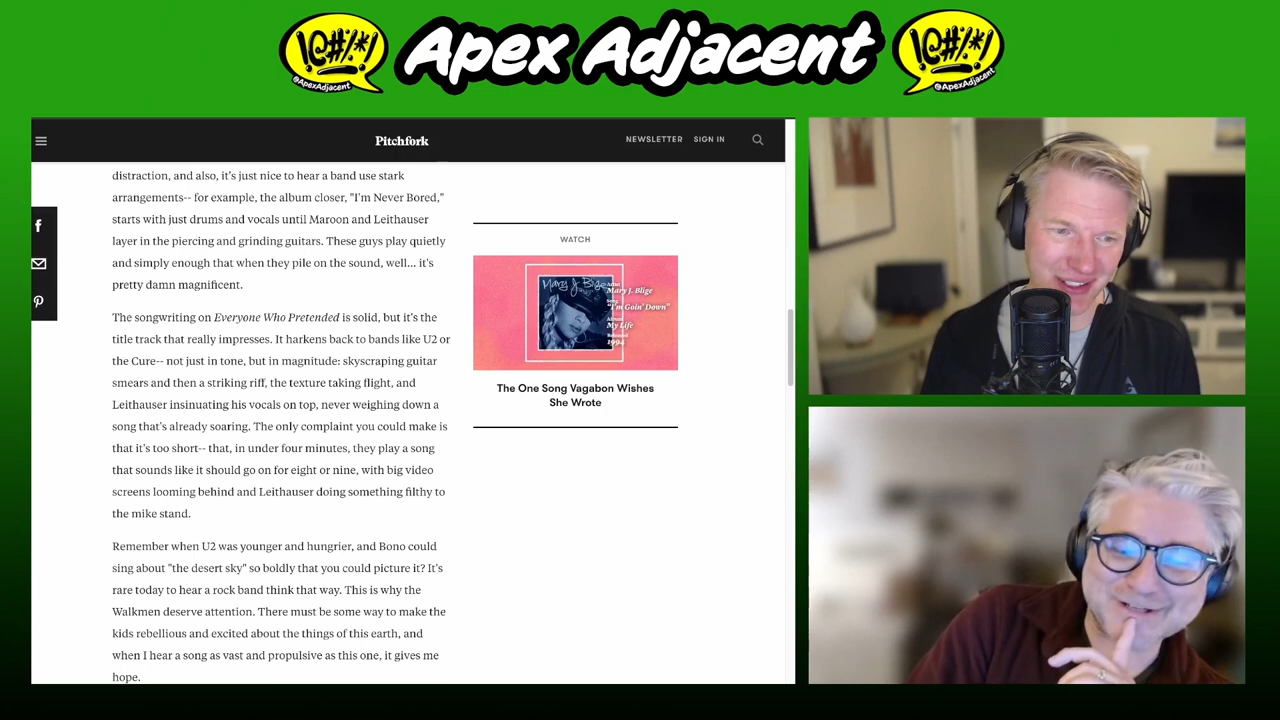 !@#!*!
@ApexAdjacent
Apex Adjacent
!@#!*!
@ApexAdjacent
Pitchfork
NEWSLETTER SIGN IN
distraction, and also, it's just nice to hear a band use stark
arrangements-- for example, the album closer, "I'm Never Bored,"
starts with just drums and vocals until Maroon and Leithauser
layer in the piercing and grinding guitars. These guys play quietly
and simply enough that when they pile on the sound, well... it's
pretty damn magnificent.
The songwriting on Everyone Who Pretended is solid, but it's the
title track that really impresses. It harkens back to bands like U2 or
the Cure-- not just in tone, but in magnitude: skyscraping guitar
smears and then a striking riff, the texture taking flight, and
Leithauser insinuating his vocals on top, never weighing down a
song that's already soaring. The only complaint you could make is
that it's too short-- that, in under four minutes, they play a song
that sounds like it should go on for eight or nine, with big video
screens looming behind and Leithauser doing something filthy to
the mike stand.
Remember when U2 was younger and hungrier, and Bono could
sing about "the desert sky" so boldly that you could picture it? It's
rare today to hear a rock band think that way. This is why the
Walkmen deserve attention. There must be some way to make the
kids rebellious and excited about the things of this earth, and
when I hear a song as vast and propulsive as this one, it gives me
hope.
WATCH
Mary J. Blige
Artist
Mary J. Blige
Song
"I'm Goin' Down"
My Life
Released
1994
The One Song Vagabon Wishes
She Wrote